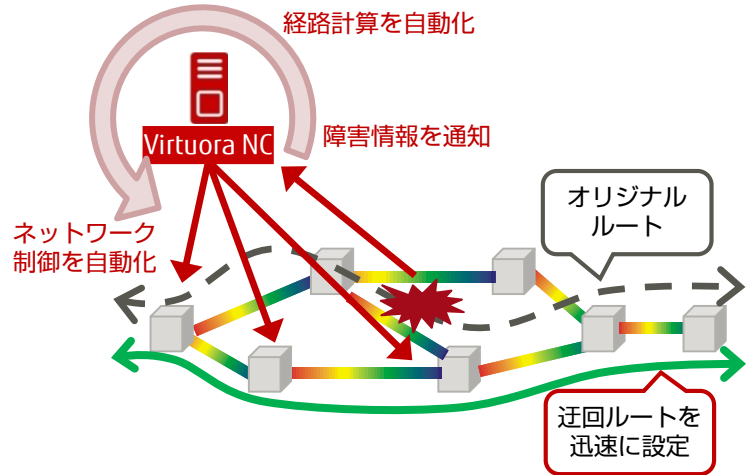 経路計算を自動化
Virtuora NC
障害情報を通知
オリジナル
ルート
ネットワーク
制御を自動化
迂回ルートを
迅速に設定